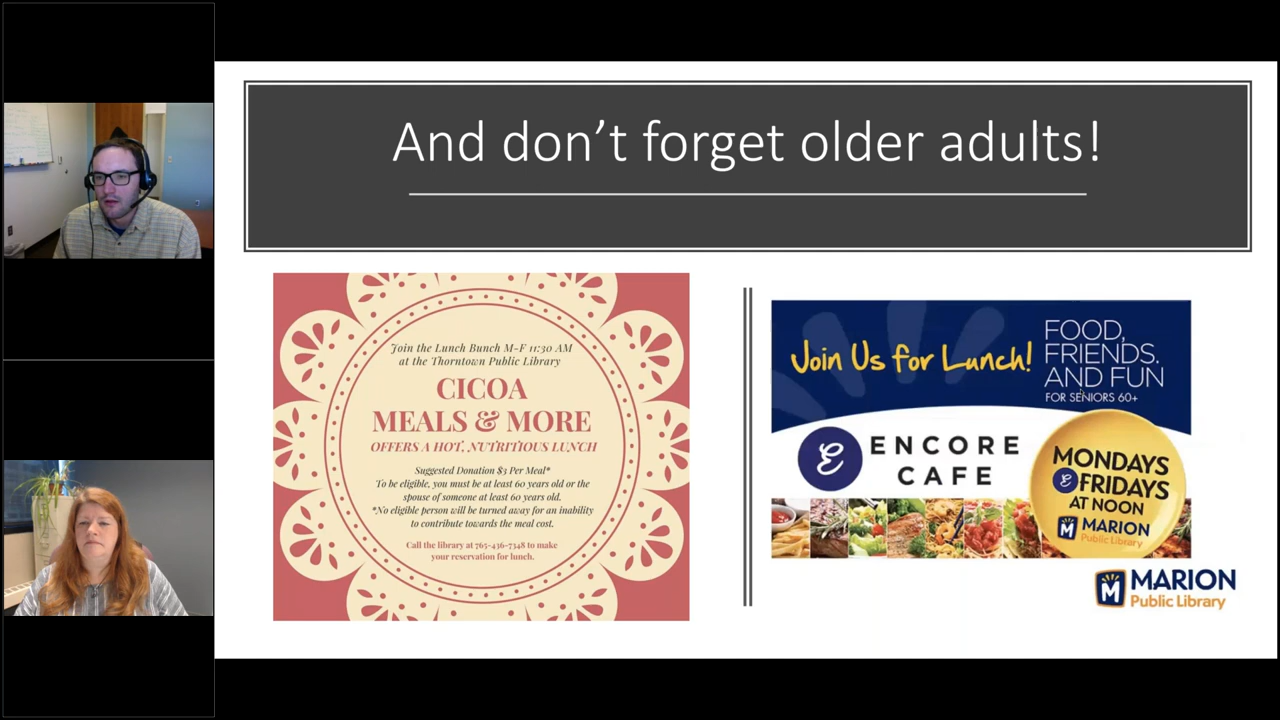 And don't forget older adults!
Join the Lunch Bunch M-F 11:30 AM
at the Thorntown Public Library
CICOA
MEALS & MORE
OFFERS A HOT, NUTRITIOUS LUNCH
Suggested Donation $3 Per Meal*
To be eligible, you must be at least 60 years old or the
spouse of someone at least 60 years old.
*No eligible person will be turned away for an inability
to contribute towards the meal cost.
Call the library at 765-436-7348 to make
your reservation for lunch.
Join Us for Lunch!
FOOD,
FRIENDS.
AND FUN
FOR SENIORS 60+
E ENCORE
CAFE
MONDAYS
E FRIDAYS
AT NOON
M MARION
Public Library
M MARION
Public Library